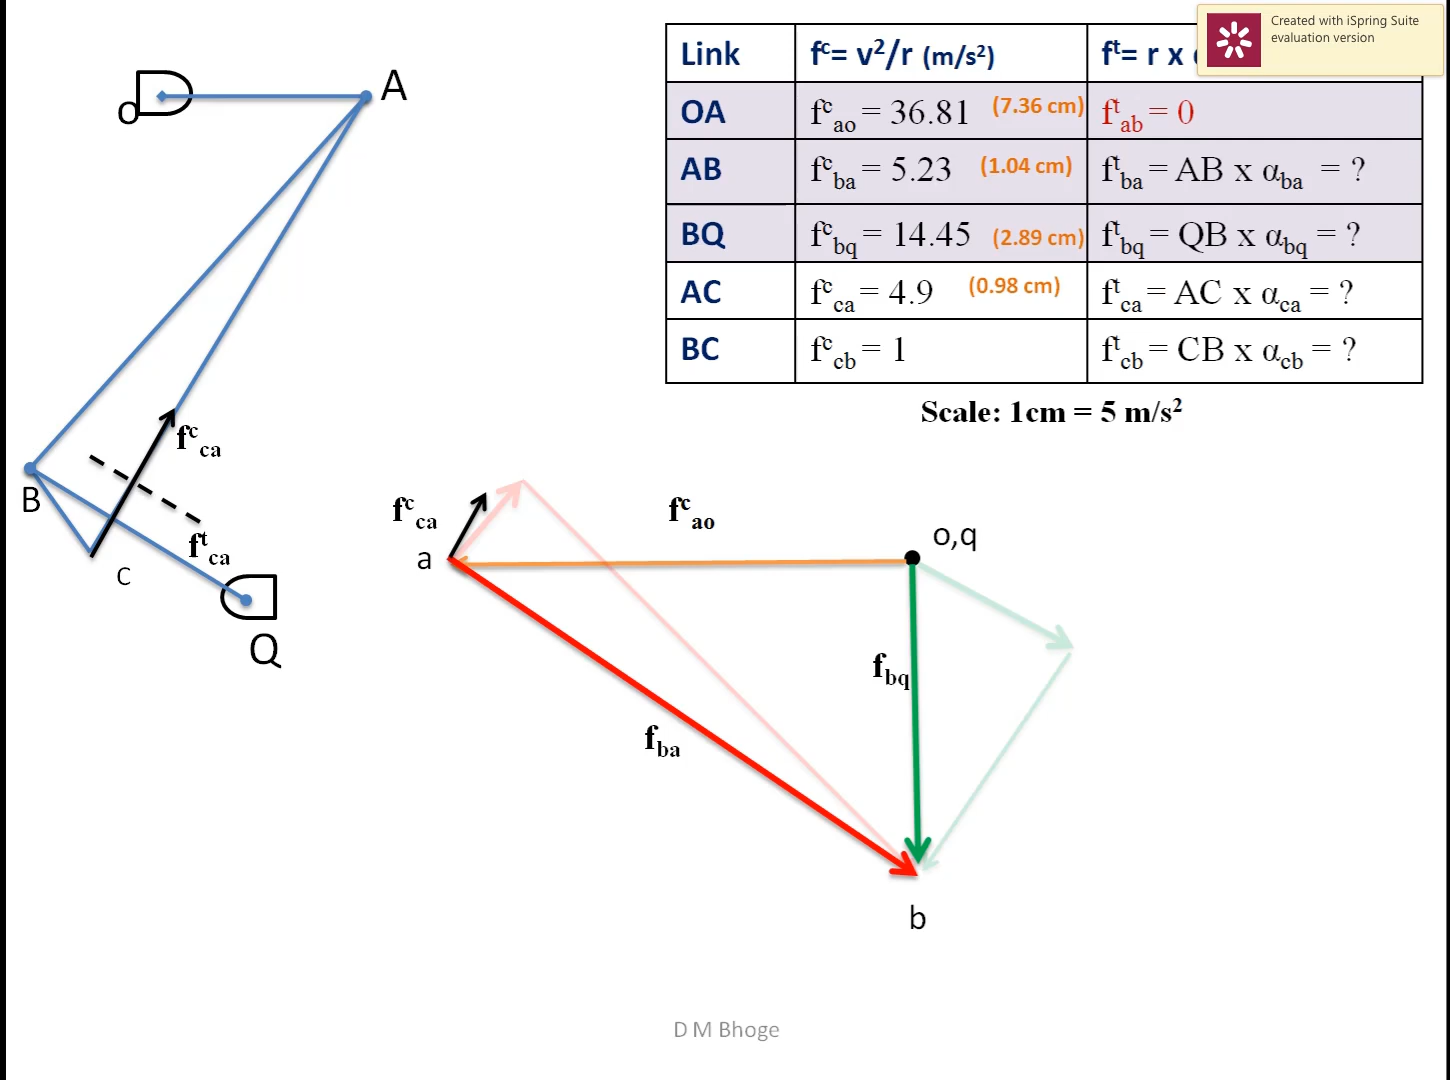 Created with iSpring Suite
evaluation version
Link fᶜ= v²/r (m/s²) fᵗ= r x
OA fᶜao = 36.81 (7.36 cm) fᵗab = 0
AB fᶜba = 5.23 (1.04 cm) fᵗba = AB x αba = ?
BQ fᶜbq = 14.45 (2.89 cm) fᵗbq = QB x αbq = ?
AC fᶜca = 4.9 (0.98 cm) fᵗca = AC x αca = ?
BC fᶜcb = 1 fᵗcb = CB x αcb = ?
Scale: 1cm = 5 m/s²
O
A
fᶜca
B
fᵗca
C
Q
fᶜca
a
fᶜao
o,q
fbq
fba
b
D M Bhoge